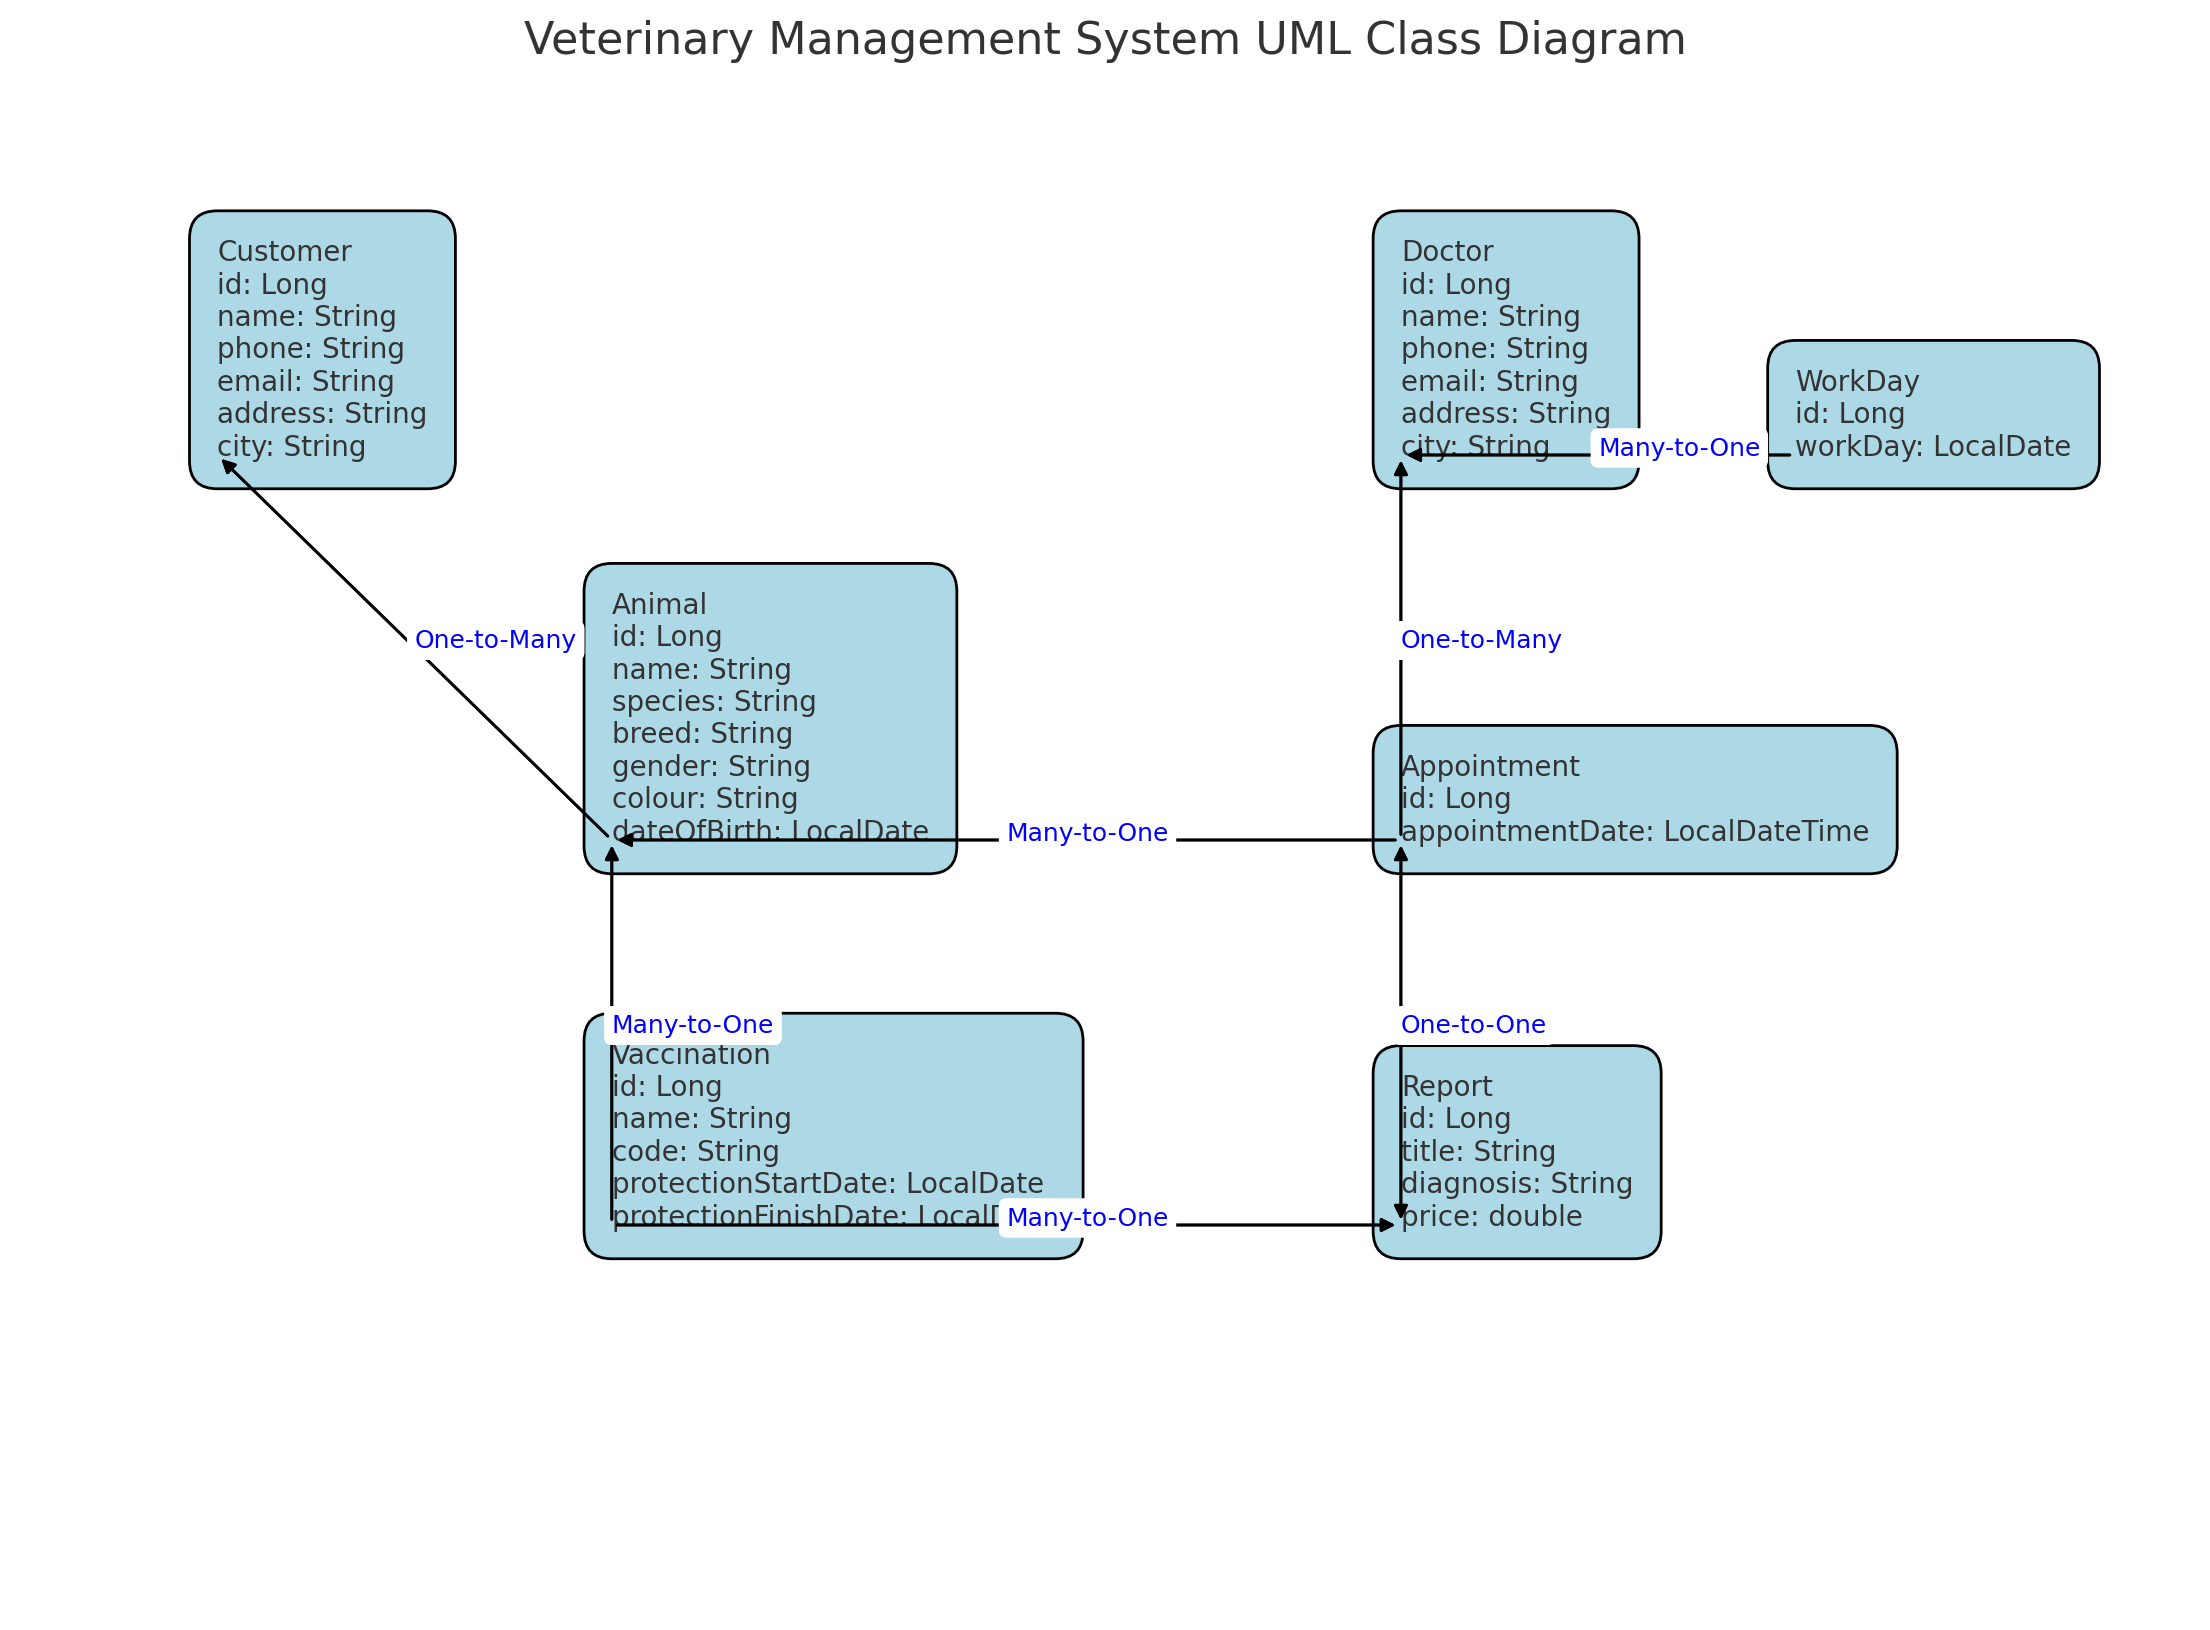 Veterinary Management System UML Class Diagram
Customer
id: Long
name: String
phone: String
email: String
address: String
city: String
Doctor
id: Long
name: String
phone: String
email: String
address: String
city: String
Many-to-One
WorkDay
id: Long
workDay: LocalDate
One-to-Many
One-to-Many
Animal
id: Long
name: String
species: String
breed: String
gender: String
colour: String
dateOfBirth: LocalDate
Many-to-One
Appointment
id: Long
appointmentDate: LocalDateTime
Many-to-One
Vaccination
id: Long
name: String
code: String
protectionStartDate: LocalDate
protectionFinishDate:
Many-to-One
One-to-One
Report
id: Long
title: String
diagnosis: String
price: double